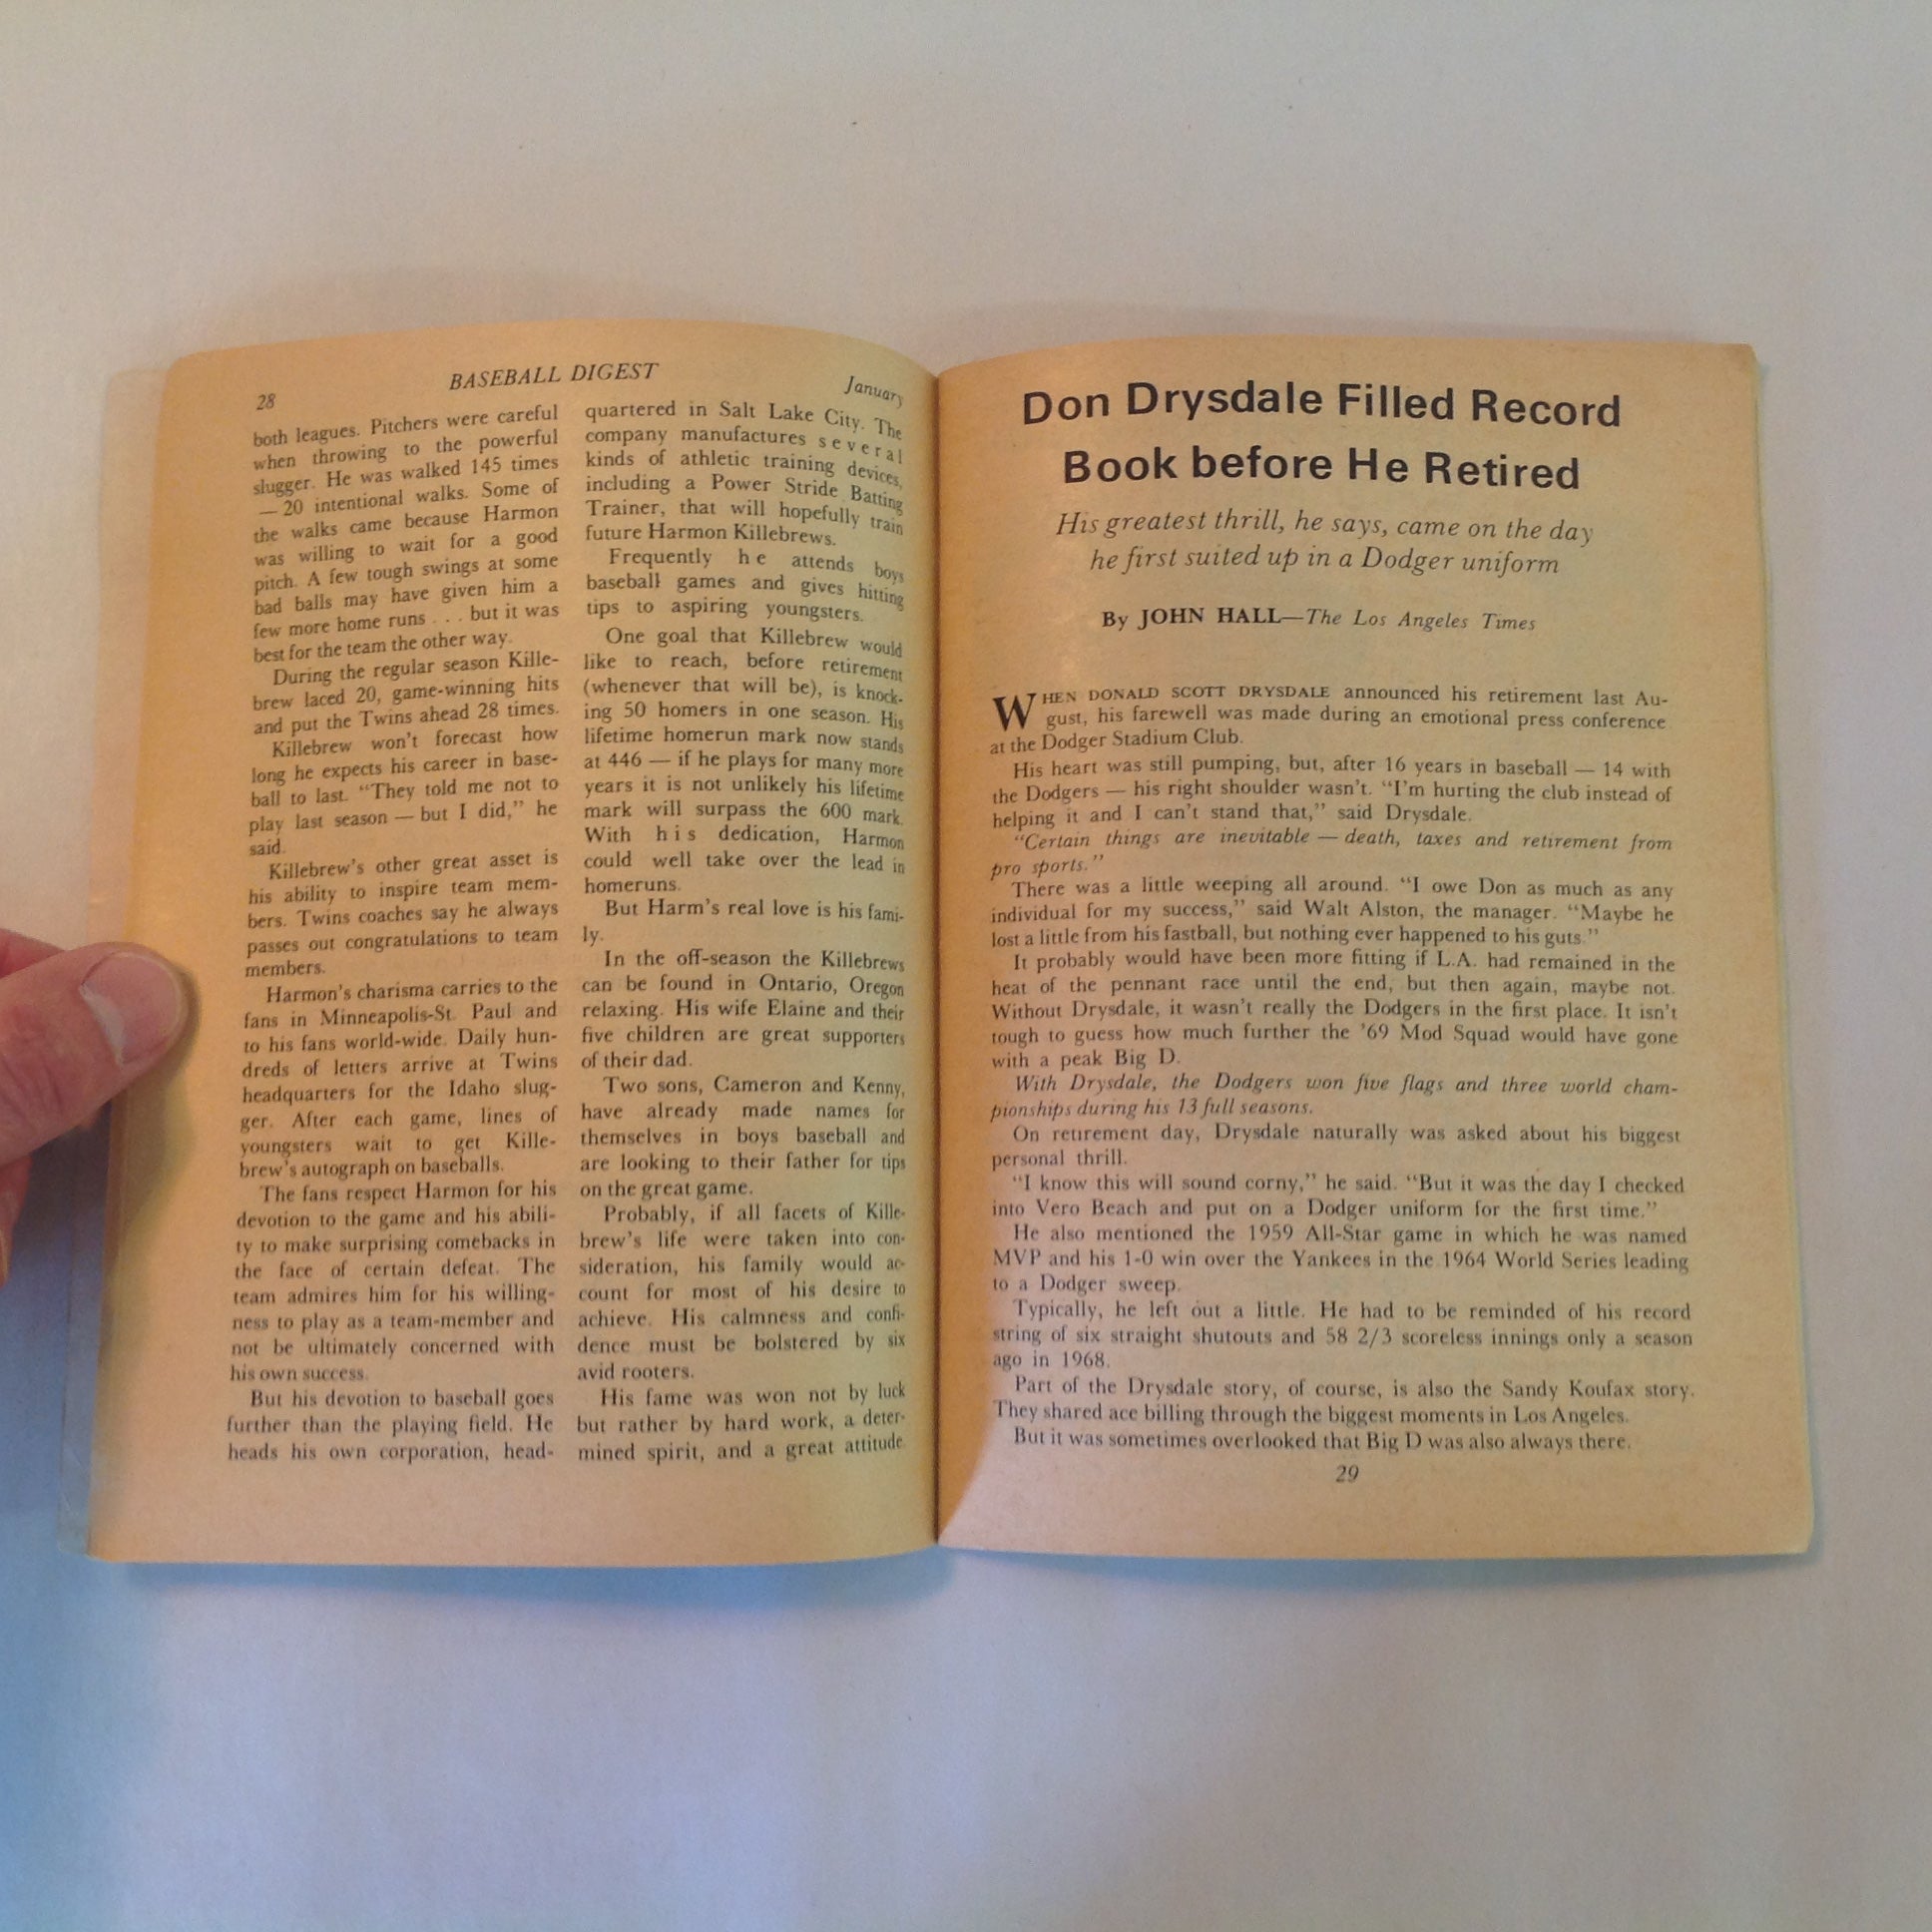 28
BASEBALL DIGEST
January
both leagues. Pitchers were careful
when throwing to the powerful
slugger. He was walked 145 times
— 20 intentional walks. Some of
the walks came because Harmon
was willing to wait for a good
pitch. A few tough swings at some
bad balls may have given him a
few more home runs . . . but it was
best for the team the other way.
During the regular season Kille-
brew laced 20, game-winning hits
and put the Twins ahead 28 times.
Killebrew won't forecast how
long he expects his career in base-
ball to last. "They told me not to
play last season — but I did," he
said.
Killebrew's other great asset is
his ability to inspire team mem-
bers. Twins coaches say he always
passes out congratulations to team
members.
Harmon's charisma carries to the
fans in Minneapolis-St. Paul and
to his fans world-wide. Daily hun-
dreds of letters arrive at Twins
headquarters for the Idaho slug-
ger. After each game, lines of
youngsters wait to get Kille-
brew's autograph on baseballs.
The fans respect Harmon for his
devotion to the game and his abili-
ty to make surprising comebacks in
the face of certain defeat. The
team admires him for his willing-
ness to play as a team-member and
not be ultimately concerned with
his own success.
But his devotion to baseball goes
further than the playing field. He
heads his own corporation, head-
quartered in Salt Lake City. The
company manufactures several
kinds of athletic training devices,
including a Power Stride Batting
Trainer, that will hopefully train
future Harmon Killebrews.
Frequently he attends boys
baseball games and gives hitting
tips to aspiring youngsters.
One goal that Killebrew would
like to reach, before retirement
(whenever that will be), is knock-
ing 50 homers in one season. His
lifetime homerun mark now stands
at 446 — if he plays for many more
years it is not unlikely his lifetime
mark will surpass the 600 mark.
With his dedication, Harmon
could well take over the lead in
homeruns.
But Harm's real love is his fami-
ly.
In the off-season the Killebrews
can be found in Ontario, Oregon
relaxing. His wife Elaine and their
five children are great supporters
of their dad.
Two sons, Cameron and Kenny,
have already made names for
themselves in boys baseball and
are looking to their father for tips
on the great game.
Probably, if all facets of Kille-
brew's life were taken into con-
sideration, his family would ac-
count for most of his desire to
achieve. His calmness and confi-
dence must be bolstered by six
avid rooters.
His fame was won not by luck
but rather by hard work, a deter-
mined spirit, and a great attitude
Don Drysdale Filled Record
Book before He Retired
His greatest thrill, he says, came on the day
he first suited up in a Dodger uniform
By JOHN HALL—The Los Angeles Times
WHEN DONALD SCOTT DRYSDALE announced his retirement last Au-
gust, his farewell was made during an emotional press conference
at the Dodger Stadium Club.
His heart was still pumping, but, after 16 years in baseball — 14 with
the Dodgers — his right shoulder wasn't. "I'm hurting the club instead of
helping it and I can't stand that," said Drysdale.
"Certain things are inevitable — death, taxes and retirement from
pro sports."
There was a little weeping all around. "I owe Don as much as any
individual for my success," said Walt Alston, the manager. "Maybe he
lost a little from his fastball, but nothing ever happened to his guts."
It probably would have been more fitting if L.A. had remained in the
heat of the pennant race until the end, but then again, maybe not.
Without Drysdale, it wasn't really the Dodgers in the first place. It isn't
tough to guess how much further the '69 Mod Squad would have gone
with a peak Big D.
With Drysdale, the Dodgers won five flags and three world cham-
pionships during his 13 full seasons.
On retirement day, Drysdale naturally was asked about his biggest
personal thrill.
"I know this will sound corny," he said. "But it was the day I checked
into Vero Beach and put on a Dodger uniform for the first time."
He also mentioned the 1959 All-Star game in which he was named
MVP and his 1-0 win over the Yankees in the 1964 World Series leading
to a Dodger sweep.
Typically, he left out a little. He had to be reminded of his record
string of six straight shutouts and 58 2/3 scoreless innings only a season
ago in 1968.
Part of the Drysdale story, of course, is also the Sandy Koufax story.
They shared ace billing through the biggest moments in Los Angeles.
But it was sometimes overlooked that Big D was also always there.
29